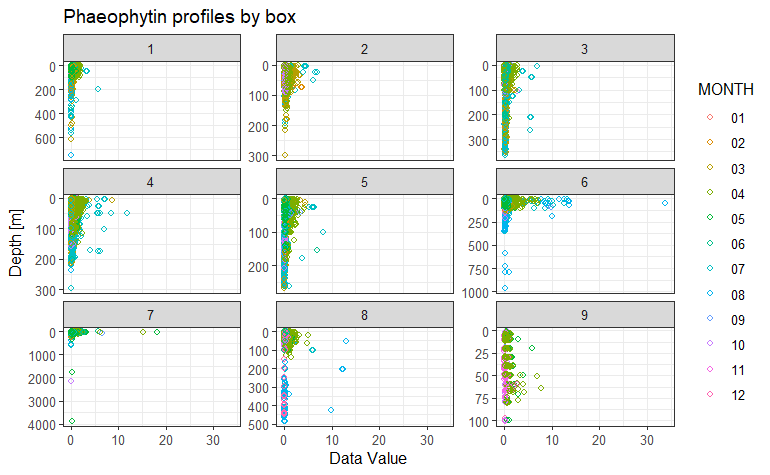 Phaeophytin profiles by box
1 2 3
0 0 0
200 100 100
400 200 200
600 300 300
4 5 6
0 0 0
100 100 250
200 200 500
300 750
1000
7 8 9
0 0 0
1000 100 25
2000 200 50
3000 300 75
4000 400 100
500
0 10 20 30 0 10 20 30 0 10 20 30
Depth [m]
Data Value
MONTH
01
02
03
04
05
06
07
08
09
10
11
12